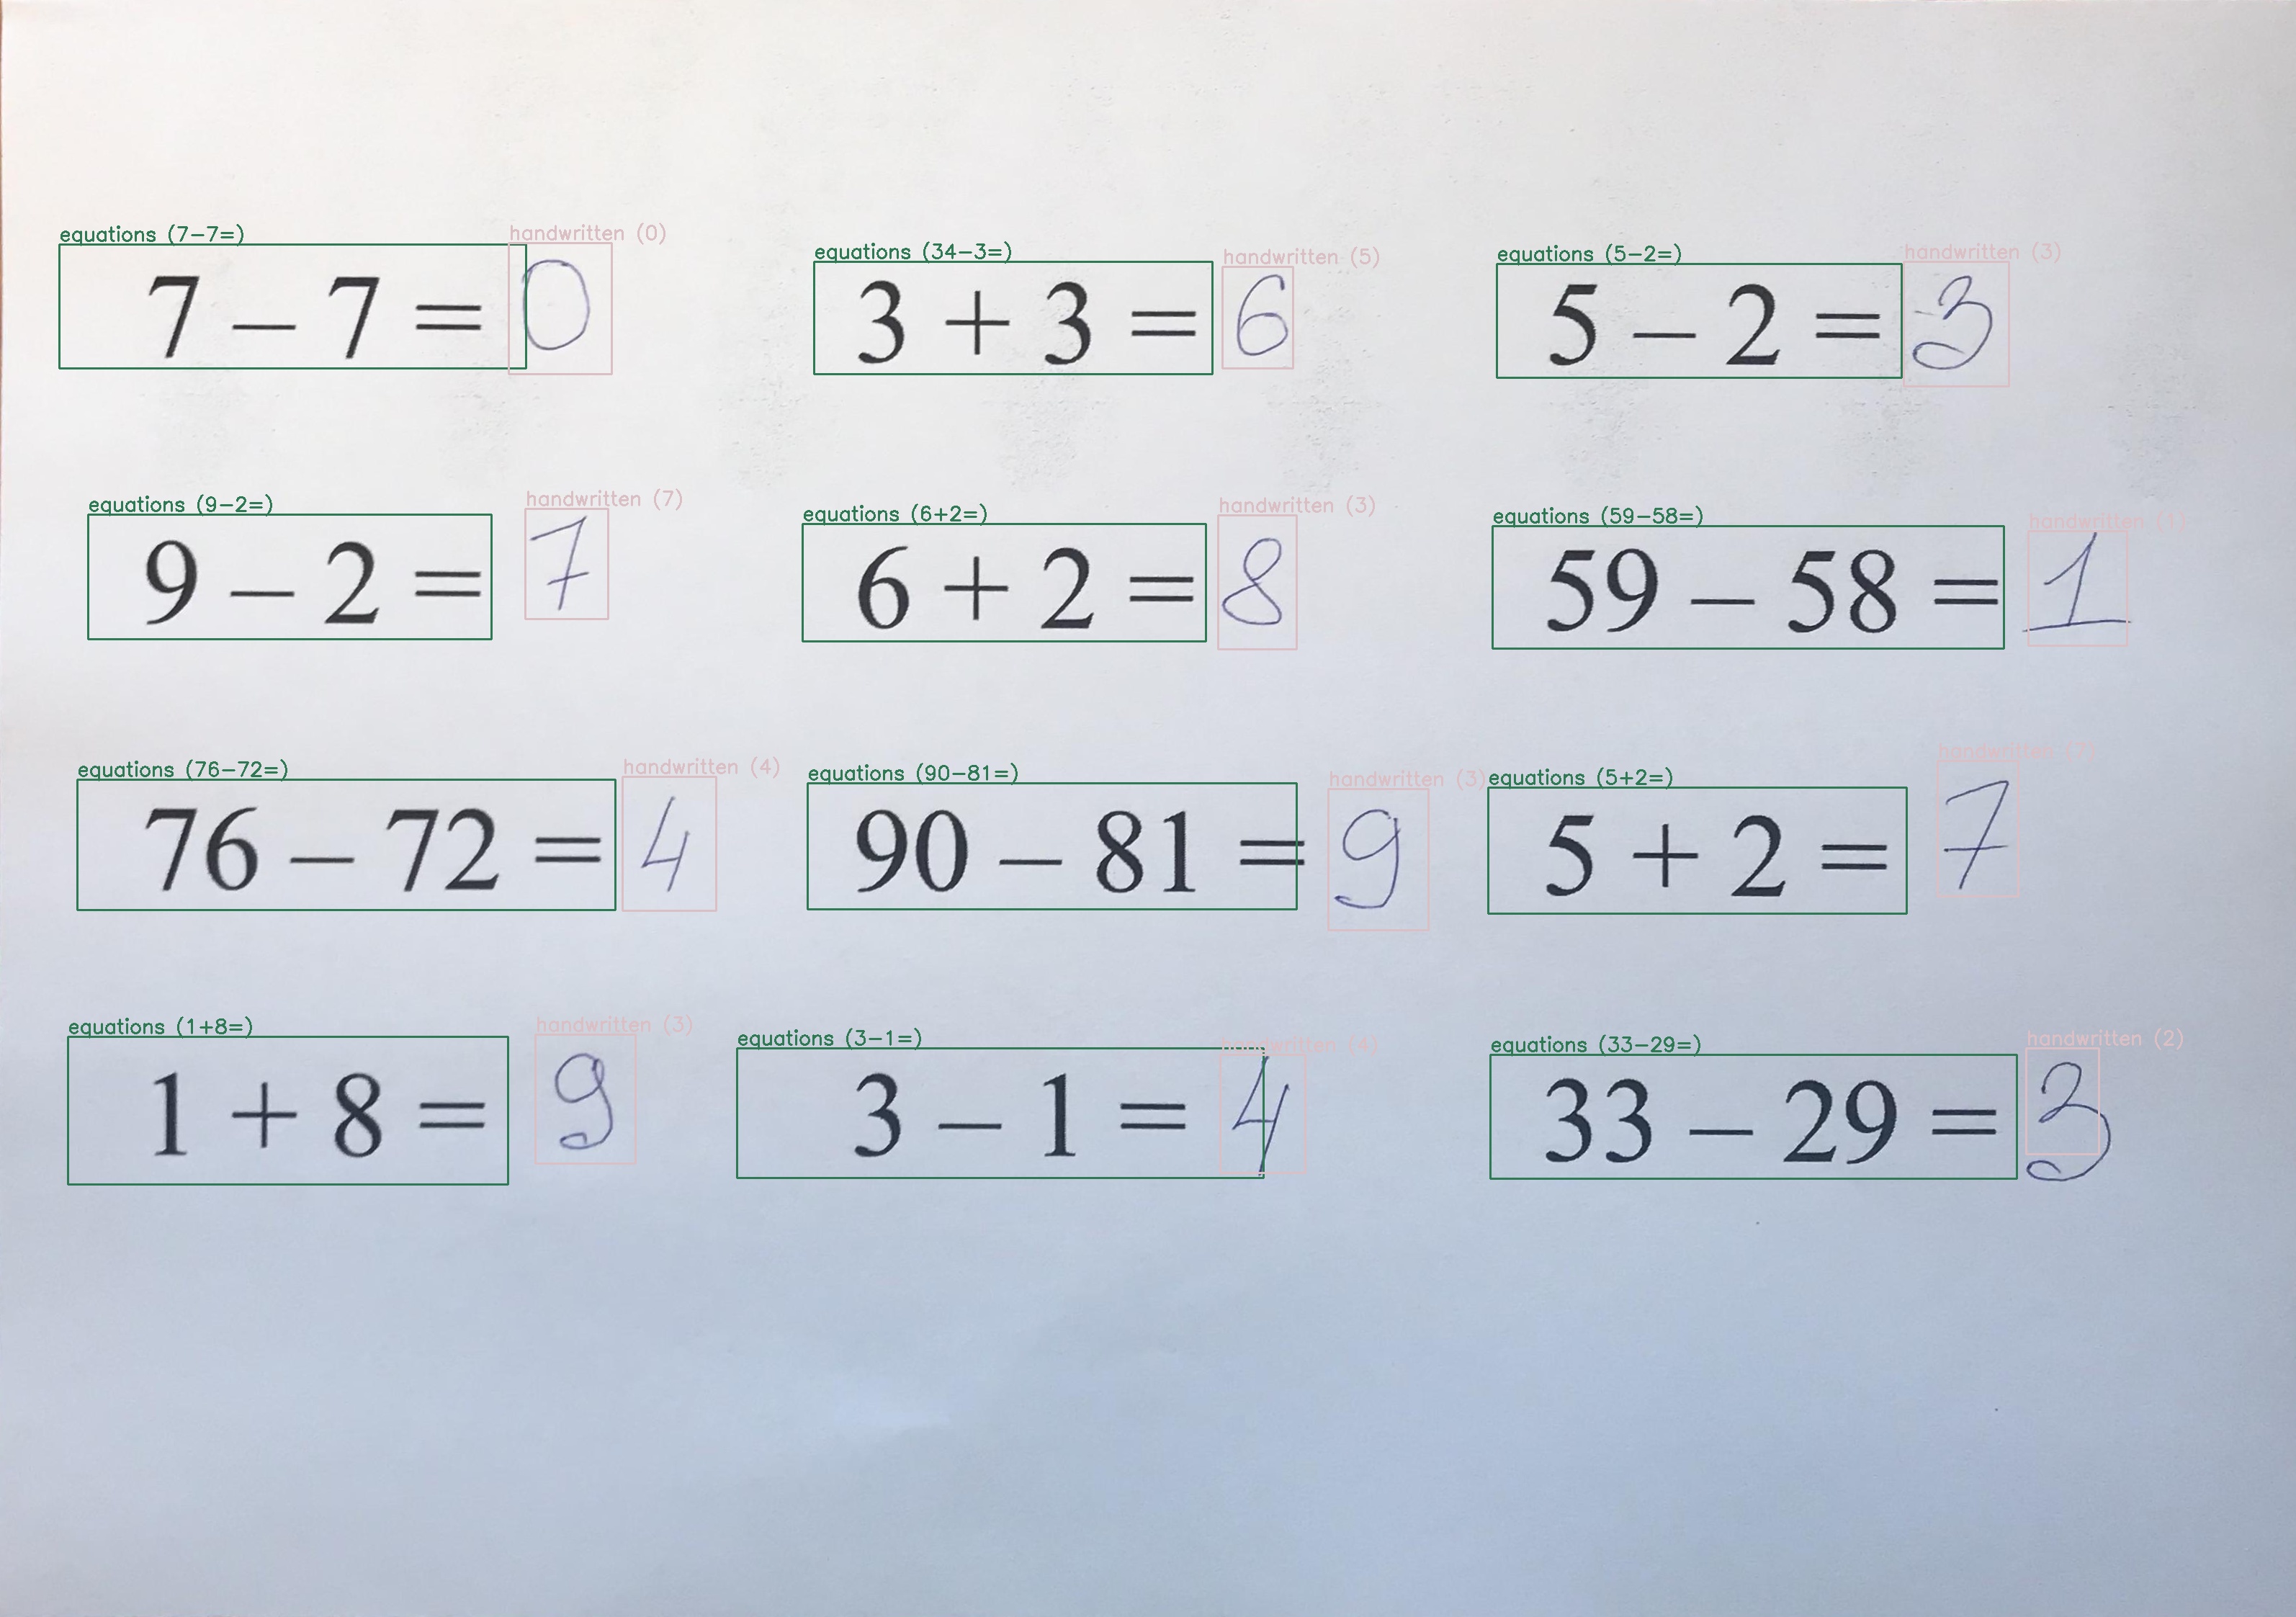 equations (7-7=) handwritten (0) equations (34-3=) handwritten (5) equations (5-2=) handwritten (3)
7 – 7 = 0 3 + 3 = 6 5 – 2 = 3
equations (9-2=) handwritten (7) equations (6+2=) handwritten (3) equations (59-58=) handwritten (1)
9 – 2 = 7 6 + 2 = 8 59 – 58 = 1
equations (76-72=) handwritten (4) equations (90-81=) handwritten (3) equations (5+2=) handwritten (7)
76 – 72 = 4 90 – 81 = 9 5 + 2 = 7
equations (1+8=) handwritten (3) equations (3-1=) handwritten (4) equations (33-29=) handwritten (2)
1 + 8 = 9 3 – 1 = 4 33 – 29 = 3